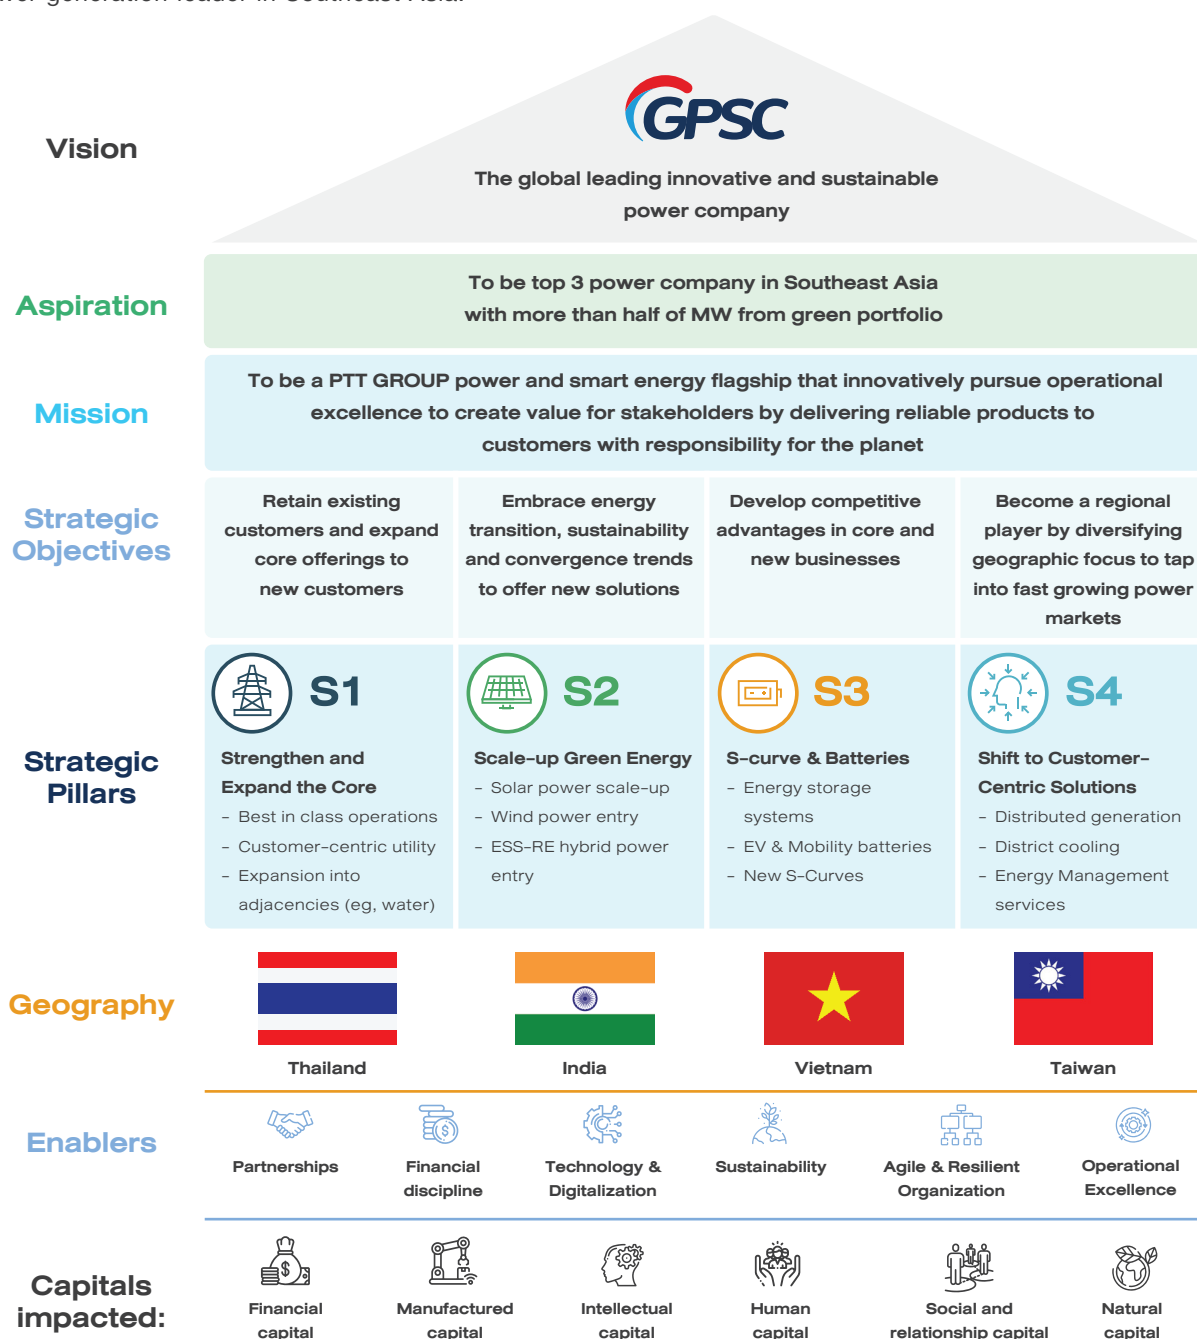 wer generation leader in Southeast Asia.
GPSC
Vision
The global leading innovative and sustainable
power company
Aspiration
To be top 3 power company in Southeast Asia
with more than half of MW from green portfolio
Mission
To be a PTT GROUP power and smart energy flagship that innovatively pursue operational
excellence to create value for stakeholders by delivering reliable products to
customers with responsibility for the planet
Strategic
Objectives
Retain existing
customers and expand
core offerings to
new customers
Embrace energy
transition, sustainability
and convergence trends
to offer new solutions
Develop competitive
advantages in core and
new businesses
Become a regional
player by diversifying
geographic focus to tap
into fast growing power
markets
Strategic
Pillars
S1
Strengthen and
Expand the Core
- Best in class operations
- Customer-centric utility
- Expansion into
adjacencies (eg, water)
S2
Scale-up Green Energy
- Solar power scale-up
- Wind power entry
- ESS-RE hybrid power
entry
S3
S-curve & Batteries
- Energy storage
systems
- EV & Mobility batteries
- New S-Curves
S4
Shift to Customer-
Centric Solutions
- Distributed generation
- District cooling
- Energy Management
services
Geography
Thailand
India
Vietnam
Taiwan
Enablers
Partnerships
Financial
discipline
Technology &
Digitalization
Sustainability
Agile & Resilient
Organization
Operational
Excellence
Capitals
impacted:
Financial
capital
Manufactured
capital
Intellectual
capital
Human
capital
Social and
relationship capital
Natural
capital